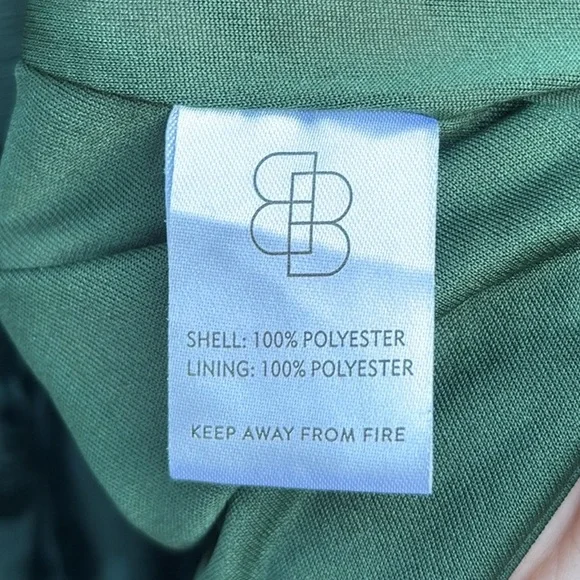 SHELL: 100% POLYESTER
LINING: 100% POLYESTER
KEEP AWAY FROM FIRE